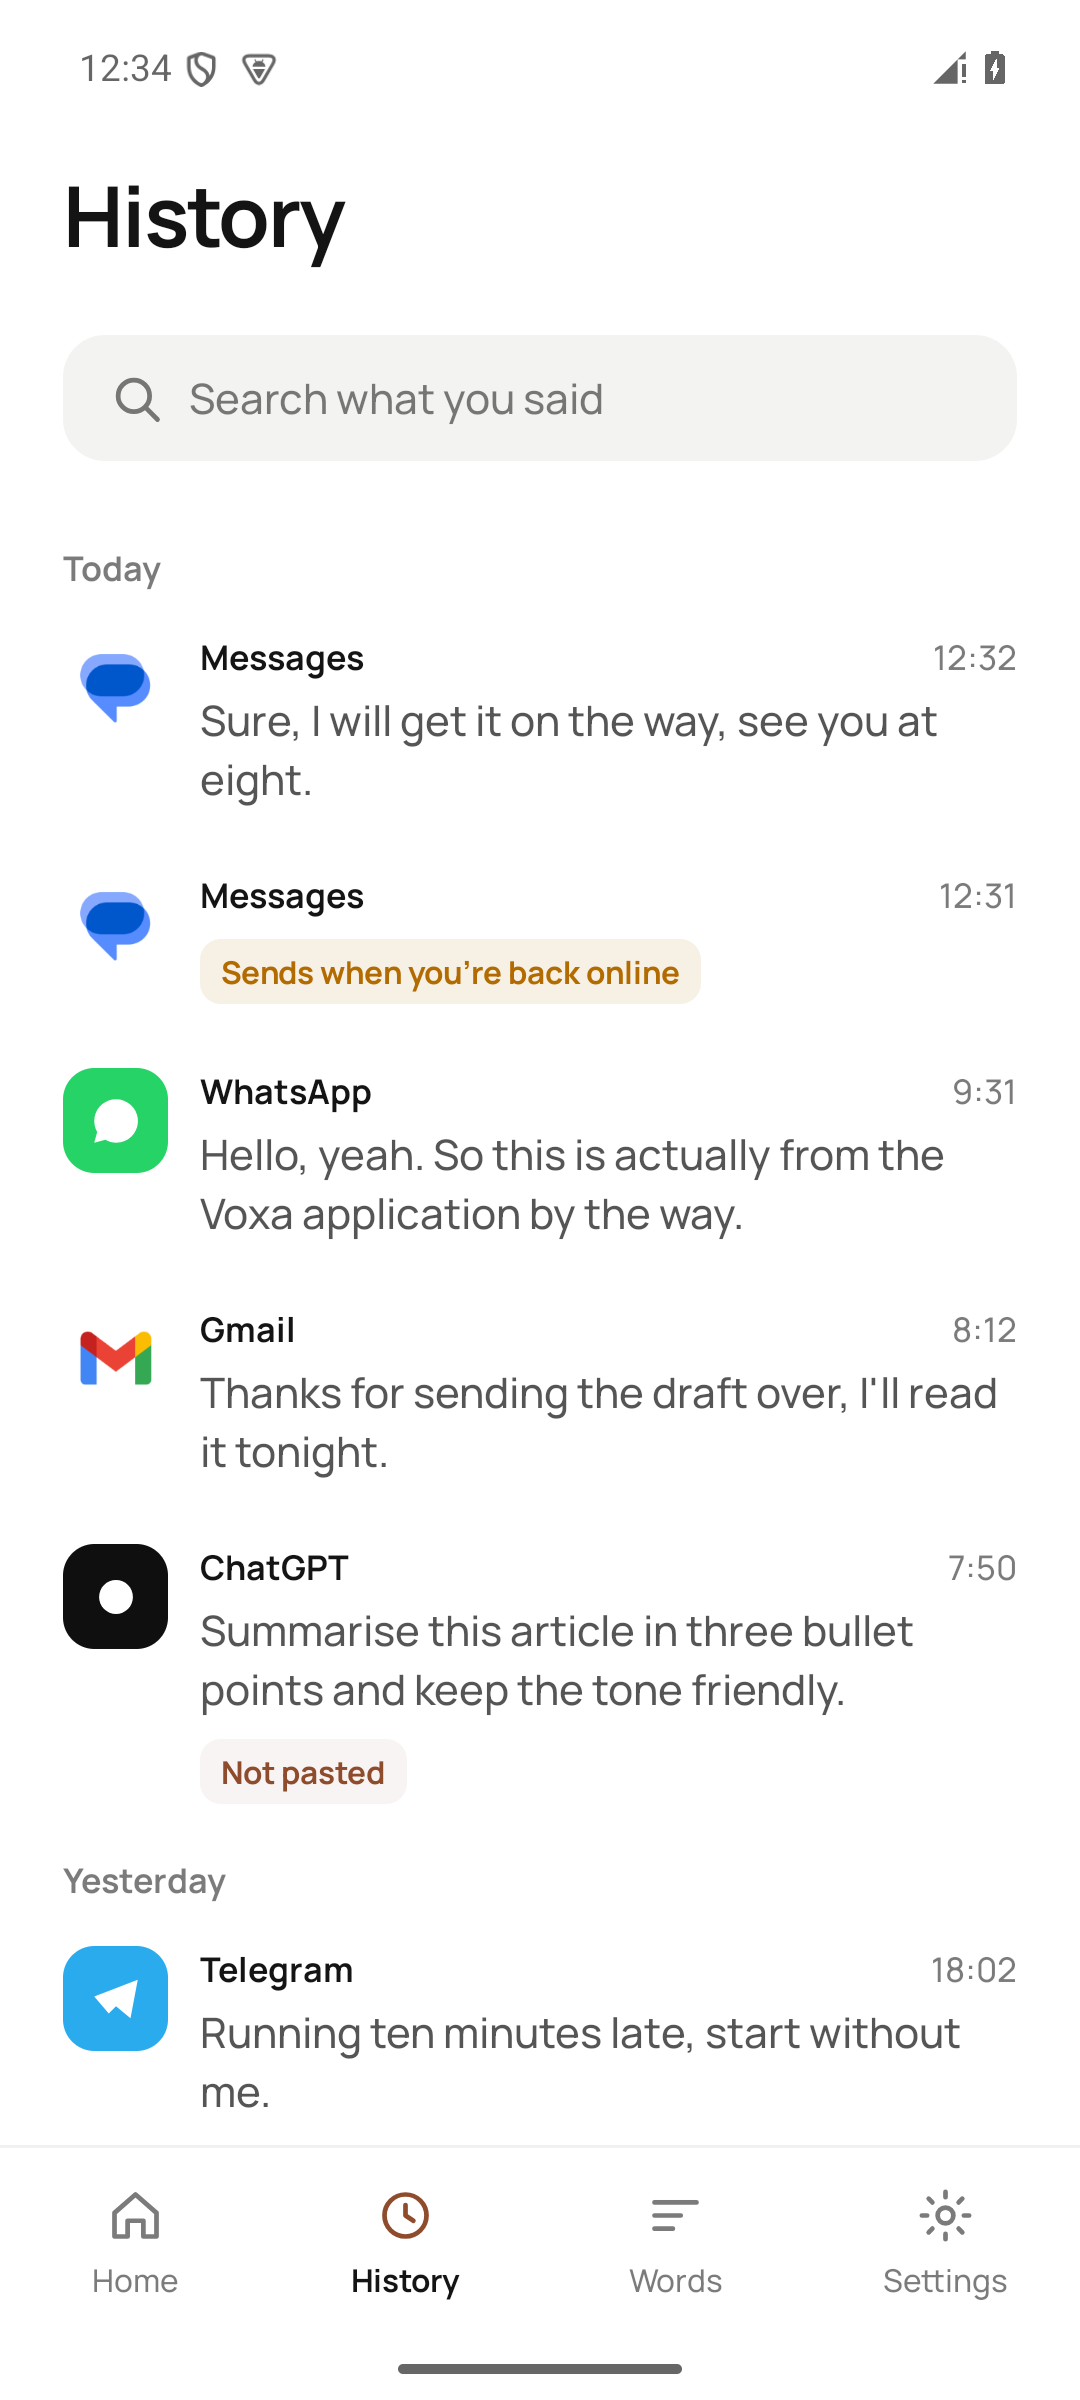 12:34
History
Search what you said
Today
Messages 12:32
Sure, I will get it on the way, see you at
eight.
Messages 12:31
Sends when you’re back online
WhatsApp 9:31
Hello, yeah. So this is actually from the
Voxa application by the way.
Gmail 8:12
Thanks for sending the draft over, I'll read
it tonight.
ChatGPT 7:50
Summarise this article in three bullet
points and keep the tone friendly.
Not pasted
Yesterday
Telegram 18:02
Running ten minutes late, start without
me.
Home History Words Settings